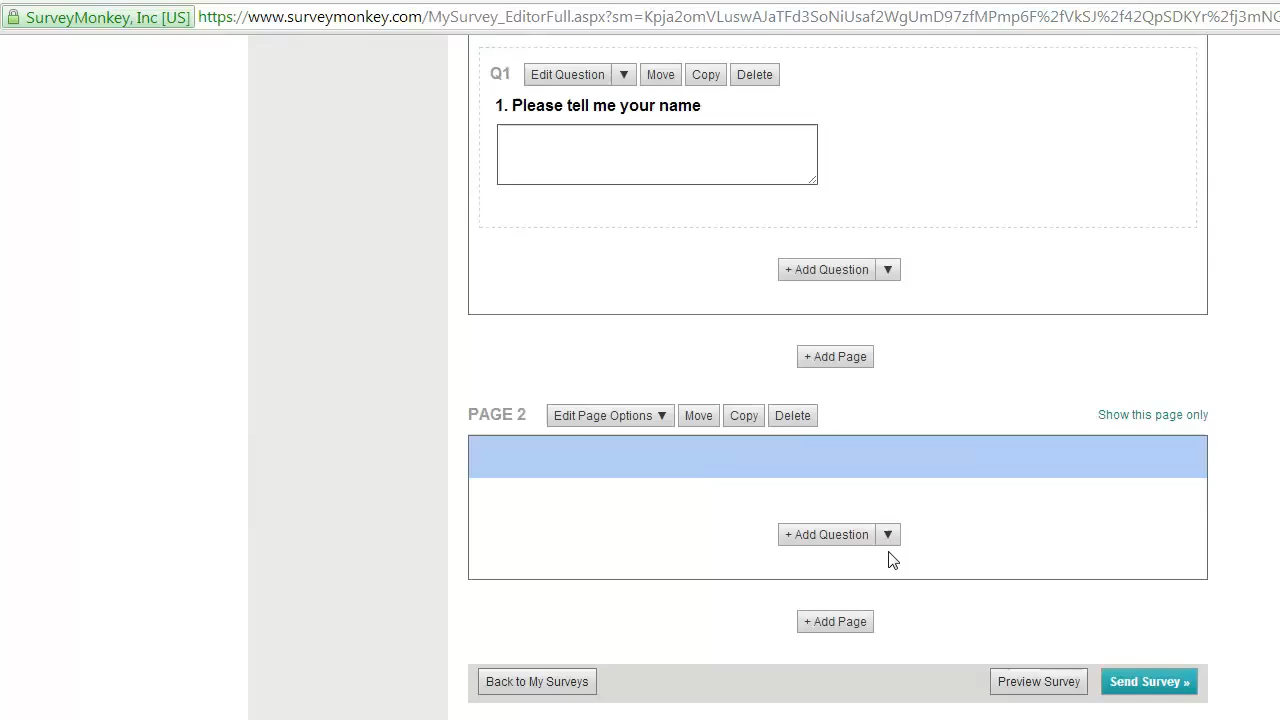 SurveyMonkey, Inc [US] https://www.surveymonkey.com/MySurvey_EditorFull.aspx?sm=Kpja2omVLuswAJaTFd3SoNiUsaf2WgUmD97zfMPmp6F%2fVkSJ%2f42QpSDKYr%2fj3mNC
Q1 Edit Question ▼ Move Copy Delete
1. Please tell me your name
+ Add Question ▼
+ Add Page
PAGE 2 Edit Page Options ▼ Move Copy Delete Show this page only
+ Add Question ▼
+ Add Page
Back to My Surveys Preview Survey Send Survey »